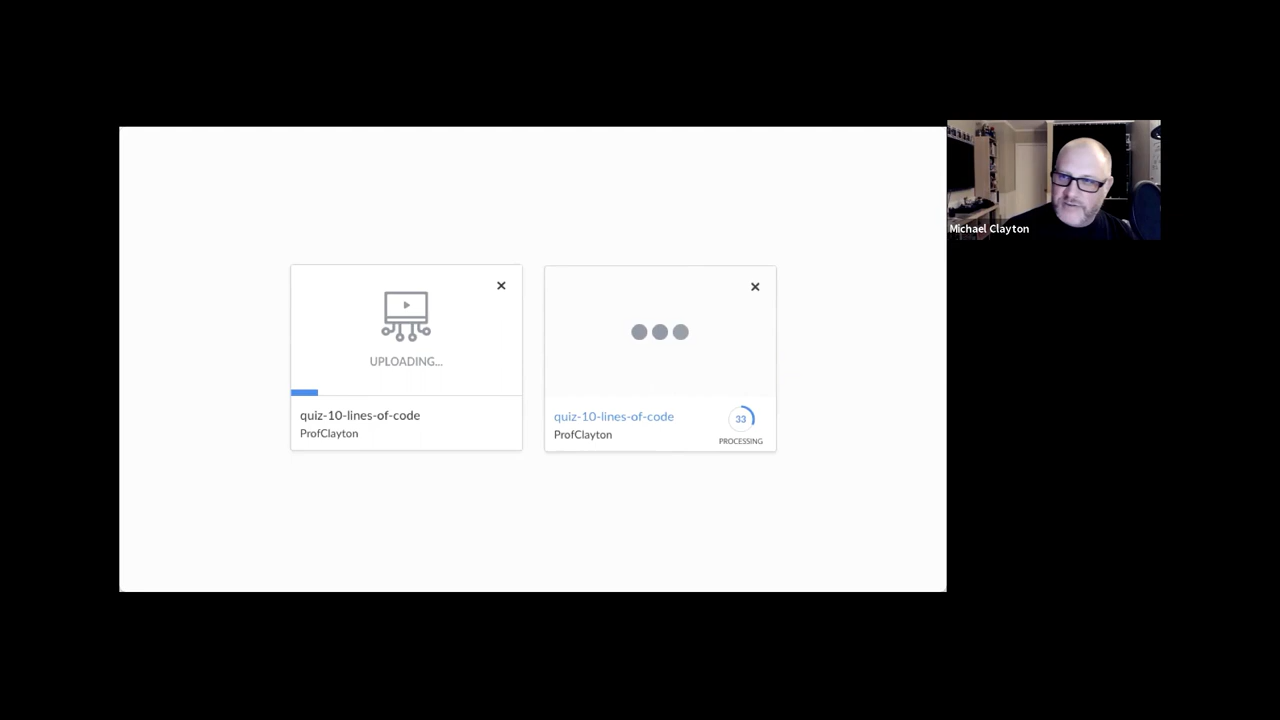 UPLOADING...
quiz-10-lines-of-code
ProfClayton
quiz-10-lines-of-code
ProfClayton
33
PROCESSING
Michael Clayton